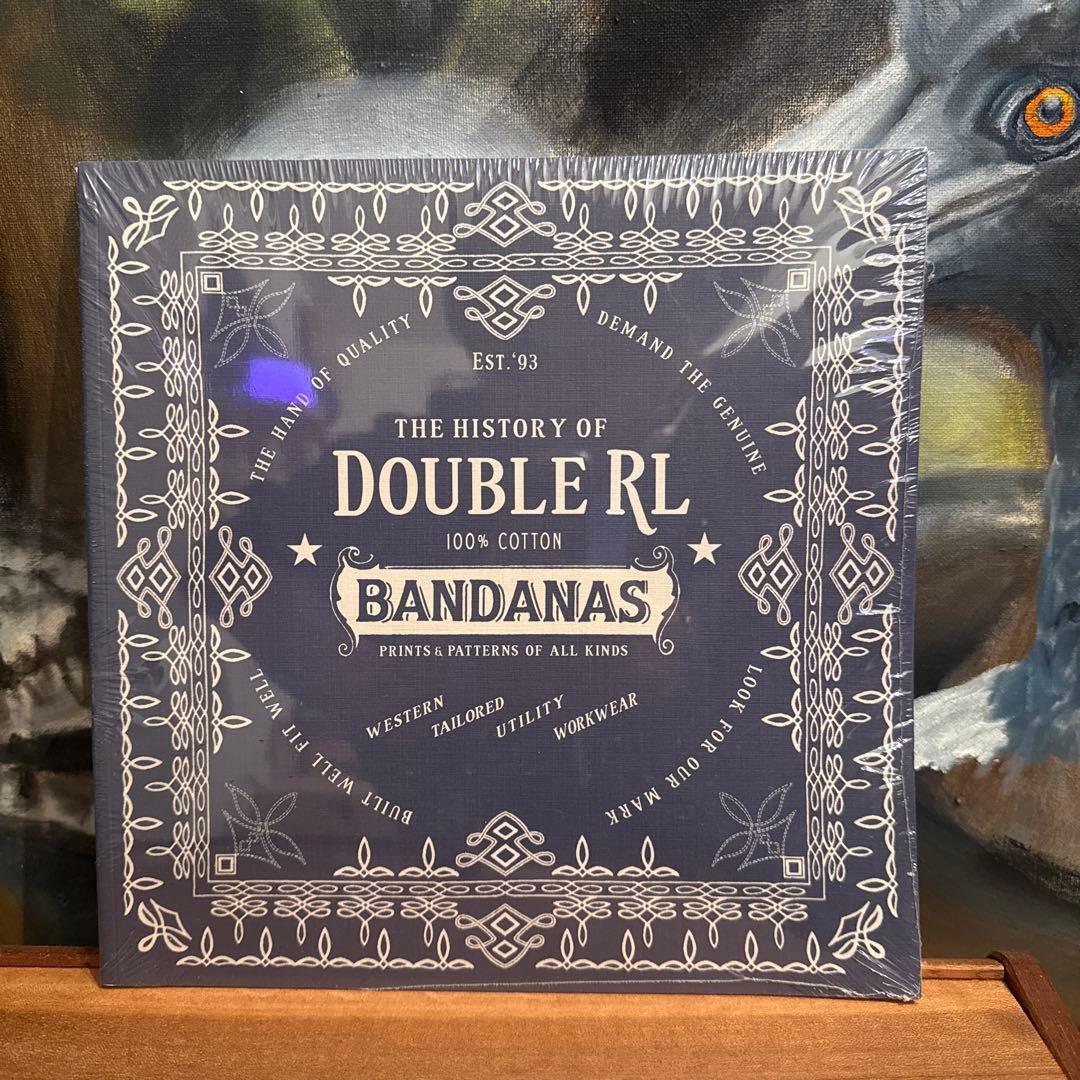 EST. '93
THE HAND OF QUALITY
DEMAND THE GENUINE
THE HISTORY OF
DOUBLE RL
100% COTTON
BANDANAS
PRINTS & PATTERNS OF ALL KINDS
WESTERN TAILORED UTILITY WORKWEAR
BUILT WELL FIT WELL
LOOK FOR OUR MARK